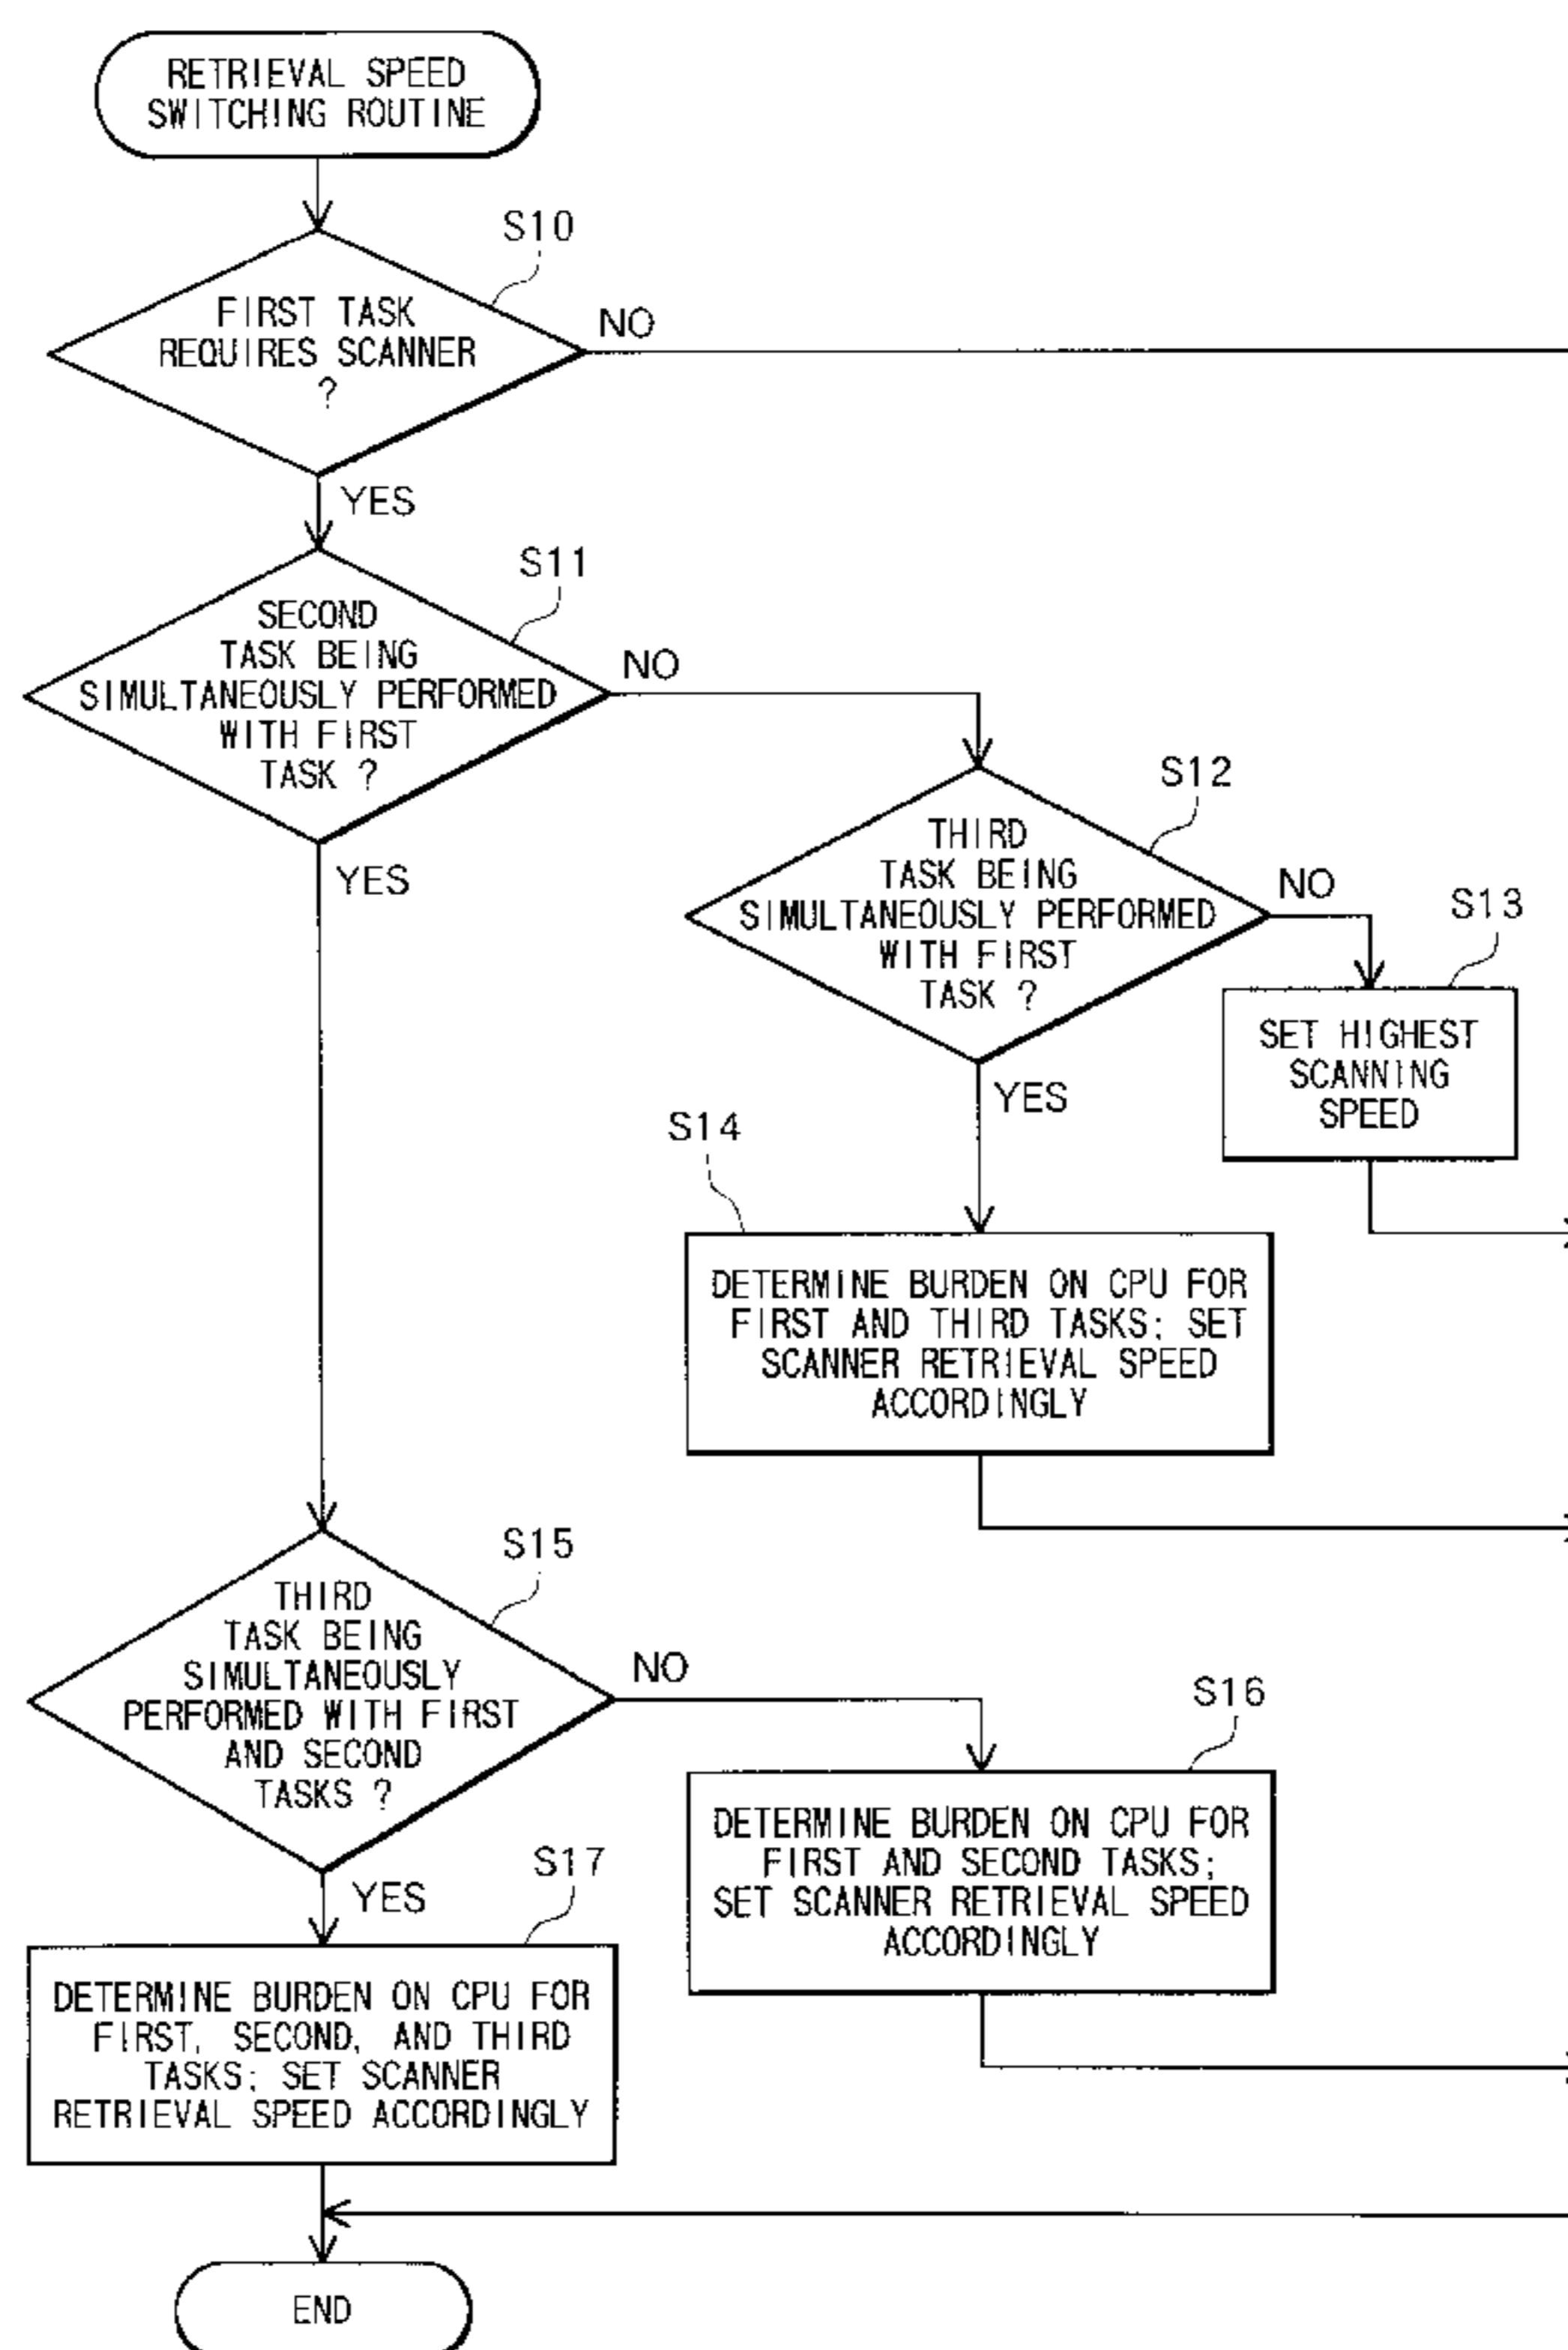 RETRIEVAL SPEED
SWITCHING ROUTINE
S10
FIRST TASK
REQUIRES SCANNER
?
NO
YES
S11
SECOND
TASK BEING
SIMULTANEOUSLY PERFORMED
WITH FIRST
TASK ?
NO
YES
S12
THIRD
TASK BEING
SIMULTANEOUSLY PERFORMED
WITH FIRST
TASK ?
NO
YES
S13
SET HIGHEST
SCANNING
SPEED
S14
DETERMINE BURDEN ON CPU FOR
FIRST AND THIRD TASKS; SET
SCANNER RETRIEVAL SPEED
ACCORDINGLY
S15
THIRD
TASK BEING
SIMULTANEOUSLY
PERFORMED WITH FIRST
AND SECOND
TASKS ?
NO
YES
S16
DETERMINE BURDEN ON CPU FOR
FIRST AND SECOND TASKS;
SET SCANNER RETRIEVAL SPEED
ACCORDINGLY
S17
DETERMINE BURDEN ON CPU FOR
FIRST, SECOND, AND THIRD
TASKS; SET SCANNER
RETRIEVAL SPEED ACCORDINGLY
END